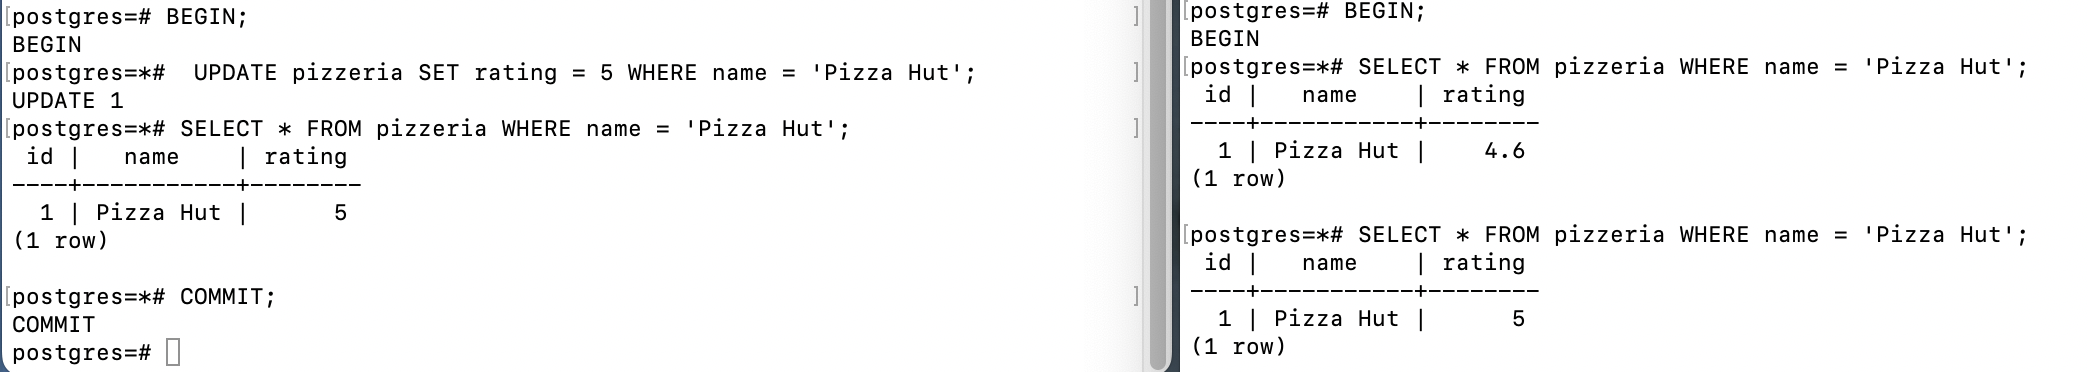 [postgres=# BEGIN; ]
BEGIN
[postgres=*#  UPDATE pizzeria SET rating = 5 WHERE name = 'Pizza Hut'; ]
UPDATE 1
[postgres=*# SELECT * FROM pizzeria WHERE name = 'Pizza Hut'; ]
 id |   name    | rating
----+-----------+--------
  1 | Pizza Hut |      5
(1 row)
[postgres=*# COMMIT; ]
COMMIT
postgres=#
[postgres=# BEGIN;
BEGIN
[postgres=*# SELECT * FROM pizzeria WHERE name = 'Pizza Hut';
 id |   name    | rating
----+-----------+--------
  1 | Pizza Hut |    4.6
(1 row)
[postgres=*# SELECT * FROM pizzeria WHERE name = 'Pizza Hut';
 id |   name    | rating
----+-----------+--------
  1 | Pizza Hut |      5
(1 row)